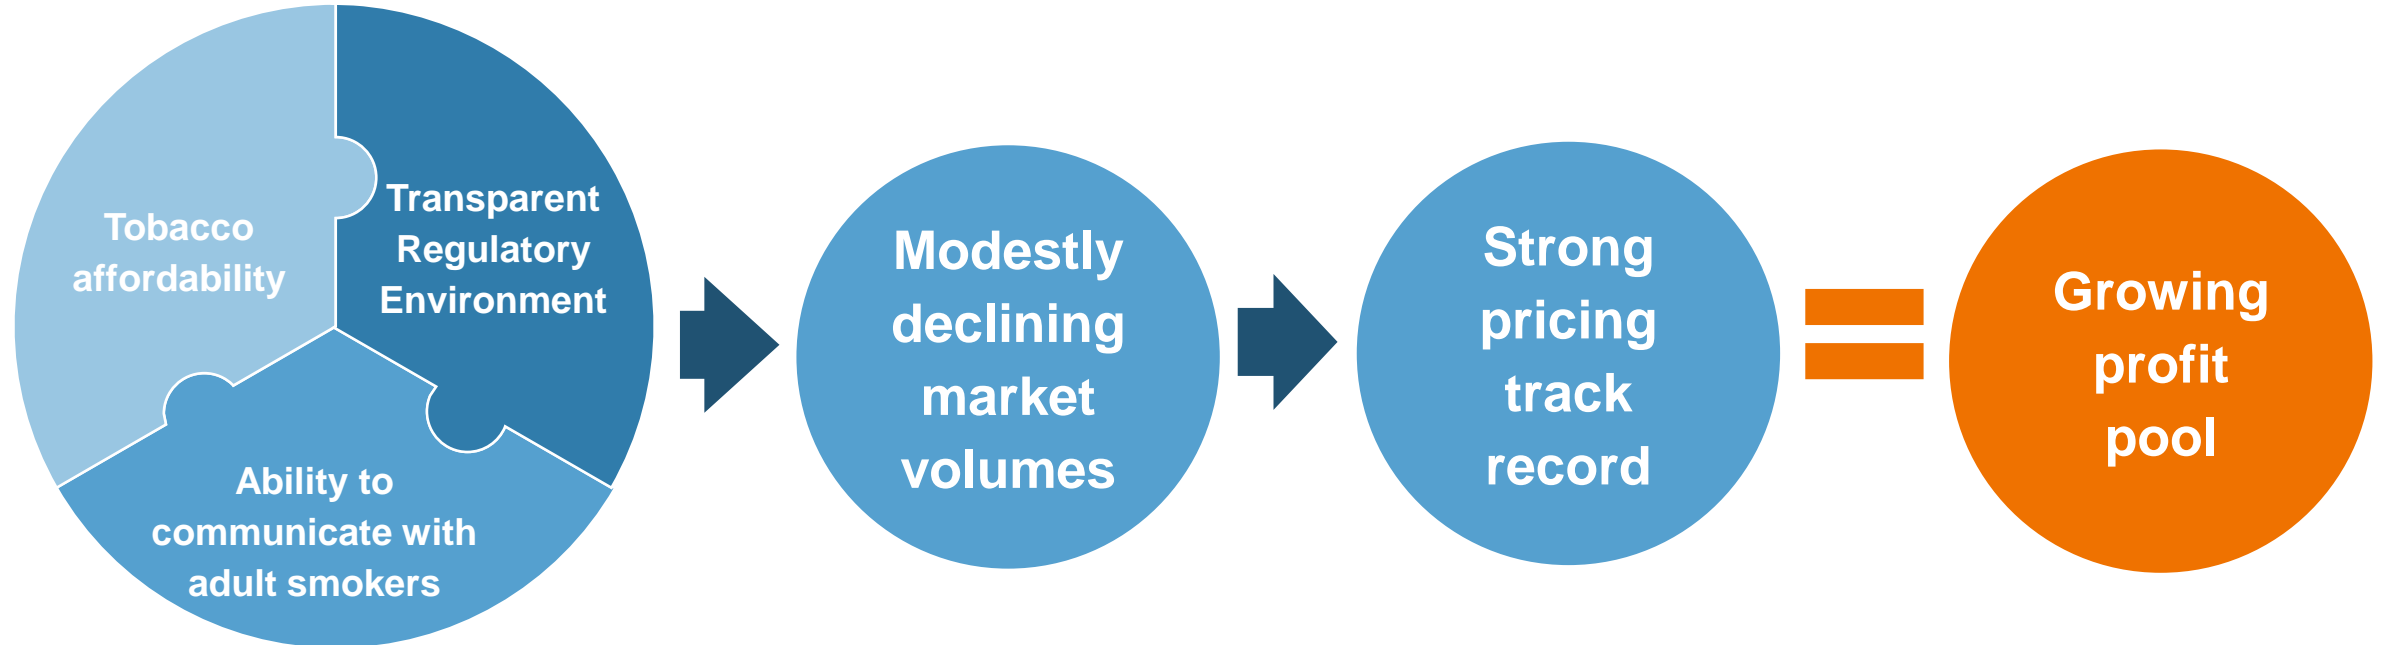 Tobacco
affordability
Transparent
Regulatory
Environment
Ability to
communicate with
adult smokers
Modestly
declining
market
volumes
Strong
pricing
track
record
Growing
profit
pool